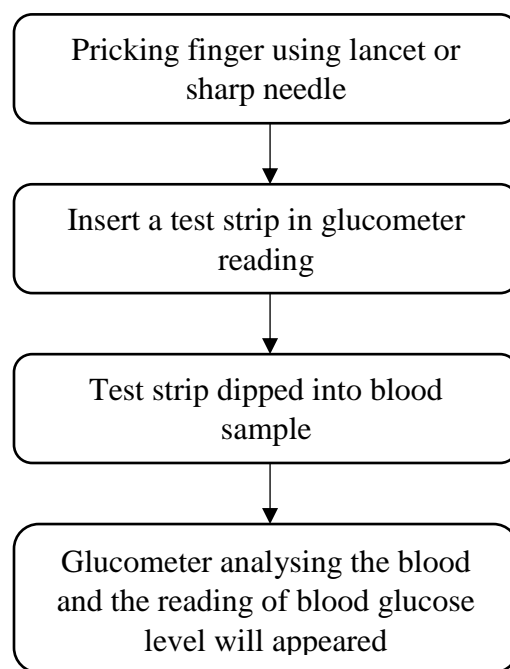 Pricking finger using lancet or
sharp needle
Insert a test strip in glucometer
reading
Test strip dipped into blood
sample
Glucometer analysing the blood
and the reading of blood glucose
level will appeared